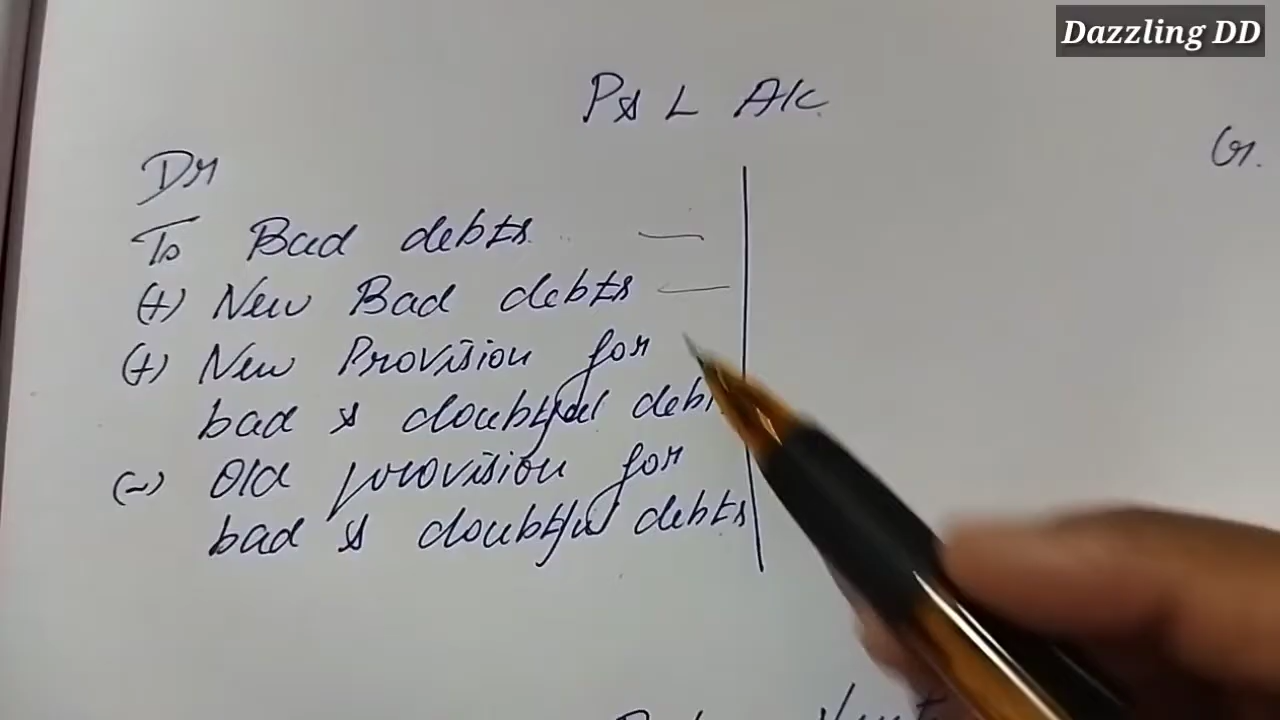 Dazzling DD
P & L A/c
Dr
Cr.
To Bad debts
(+) New Bad debts
(+) New Provision for
bad & doubtful debt
(-) Old provision for
bad & doubtful debts